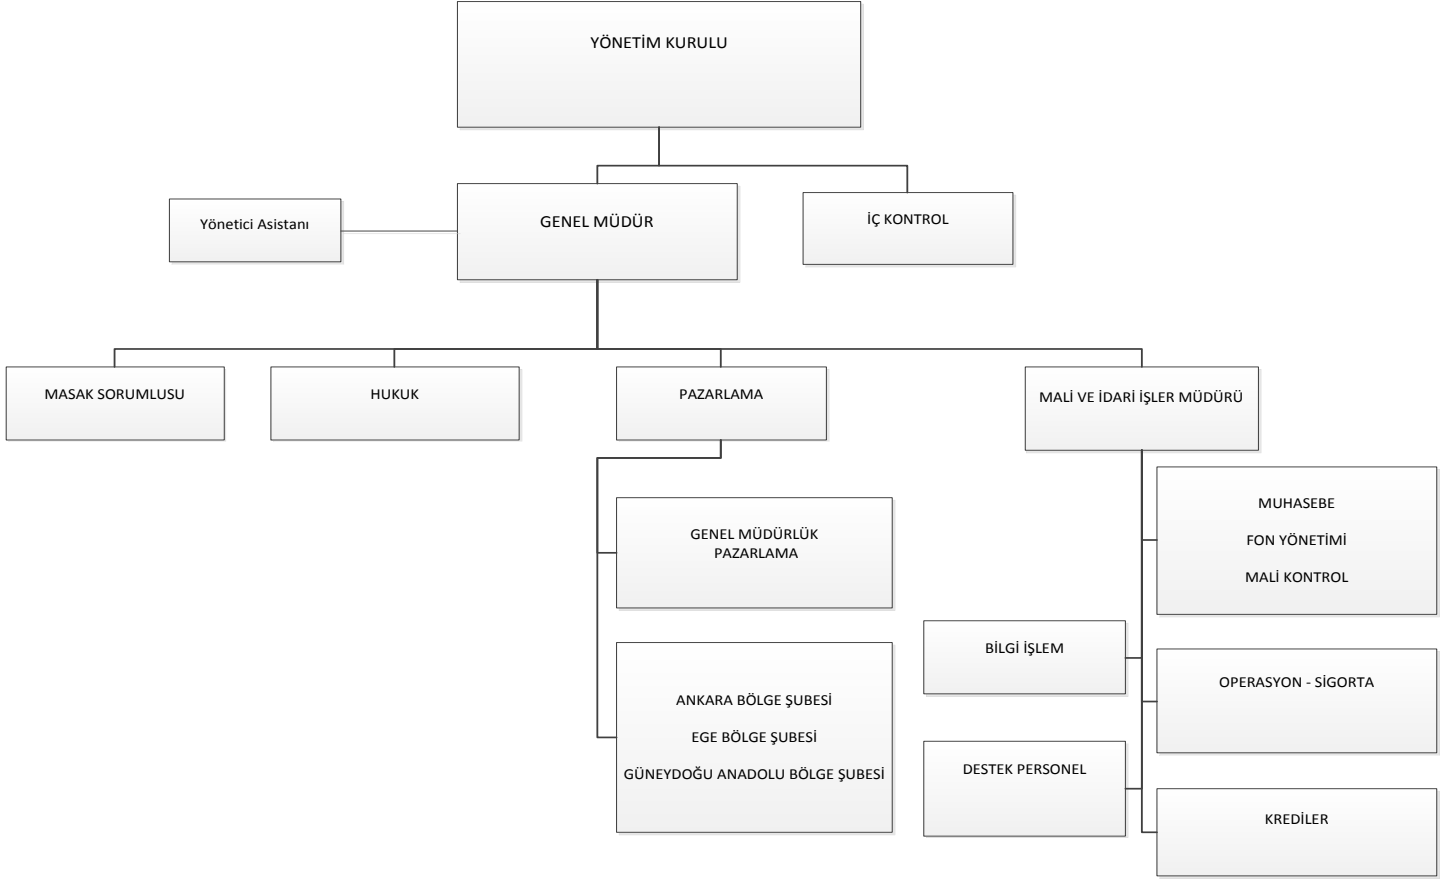 YÖNETİM KURULU
Yönetici Asistanı
GENEL MÜDÜR
İÇ KONTROL
MASAK SORUMLUSU
HUKUK
PAZARLAMA
MALİ VE İDARİ İŞLER MÜDÜRÜ
GENEL MÜDÜRLÜK
PAZARLAMA
ANKARA BÖLGE ŞUBESİ
EGE BÖLGE ŞUBESİ
GÜNEYDOĞU ANADOLU BÖLGE ŞUBESİ
MUHASEBE
FON YÖNETİMİ
MALİ KONTROL
BİLGİ İŞLEM
OPERASYON - SİGORTA
DESTEK PERSONEL
KREDİLER